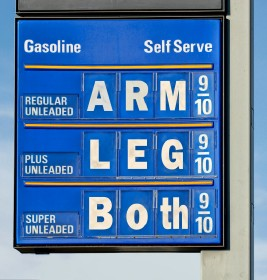 Gasoline Self Serve
REGULAR UNLEADED ARM 9/10
PLUS UNLEADED LEG 9/10
SUPER UNLEADED Both 9/10